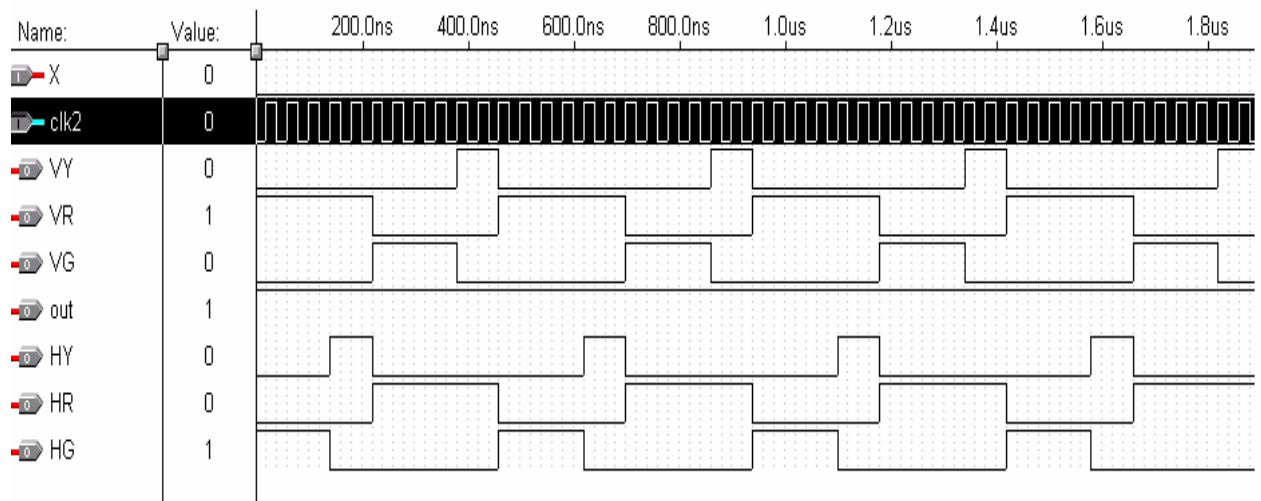 Name: Value: 200.0ns 400.0ns 600.0ns 800.0ns 1.0us 1.2us 1.4us 1.6us 1.8us
X 0
clk2 0
VY 0
VR 1
VG 0
out 1
HY 0
HR 0
HG 1